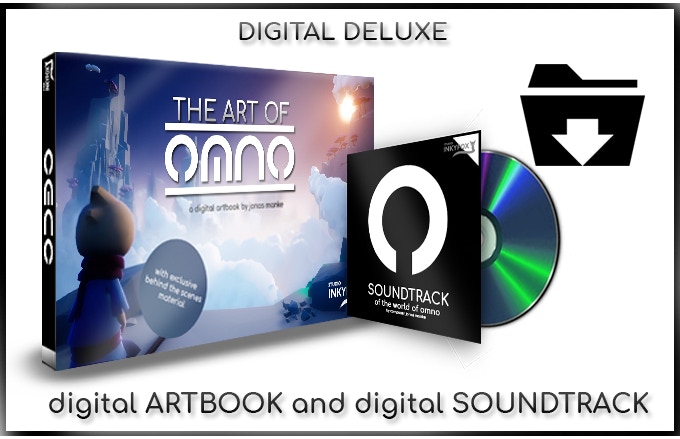 DIGITAL DELUXE
THE ART OF
OMNO
a digital artbook by jonas manke
with exclusive
behind the scenes
material
STUDIO
INKYFOX
SOUNDTRACK
of the world of omno
OMNO
digital ARTBOOK and digital SOUNDTRACK